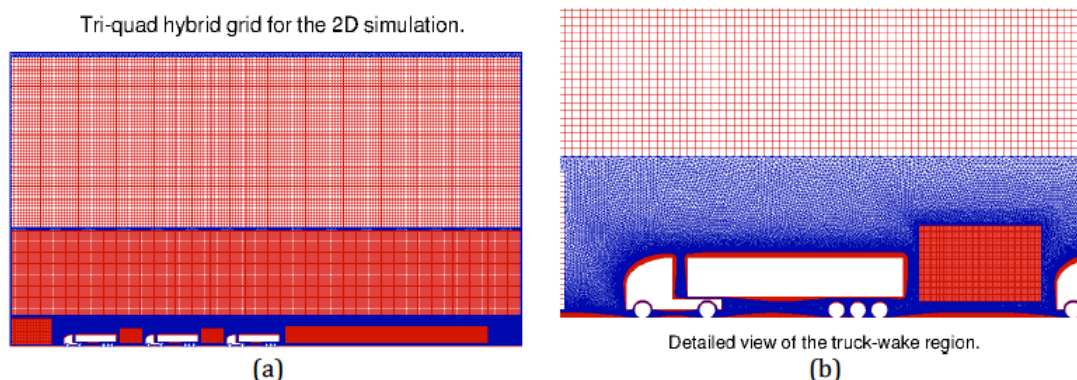 Tri-quad hybrid grid for the 2D simulation.
(a)
Detailed view of the truck-wake region.
(b)